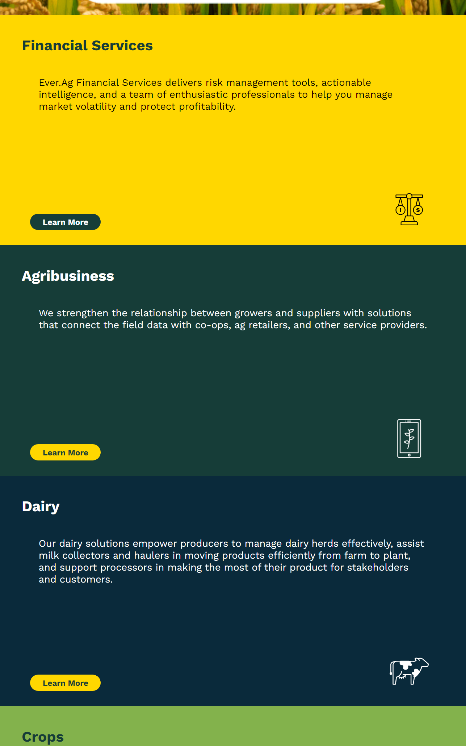 Financial Services
Ever.Ag Financial Services delivers risk management tools, actionable
intelligence, and a team of enthusiastic professionals to help you manage
market volatility and protect profitability.
Learn More
Agribusiness
We strengthen the relationship between growers and suppliers with solutions
that connect the field data with co-ops, ag retailers, and other service providers.
Learn More
Dairy
Our dairy solutions empower producers to manage dairy herds effectively, assist
milk collectors and haulers in moving products efficiently from farm to plant,
and support processors in making the most of their product for stakeholders
and customers.
Learn More
Crops